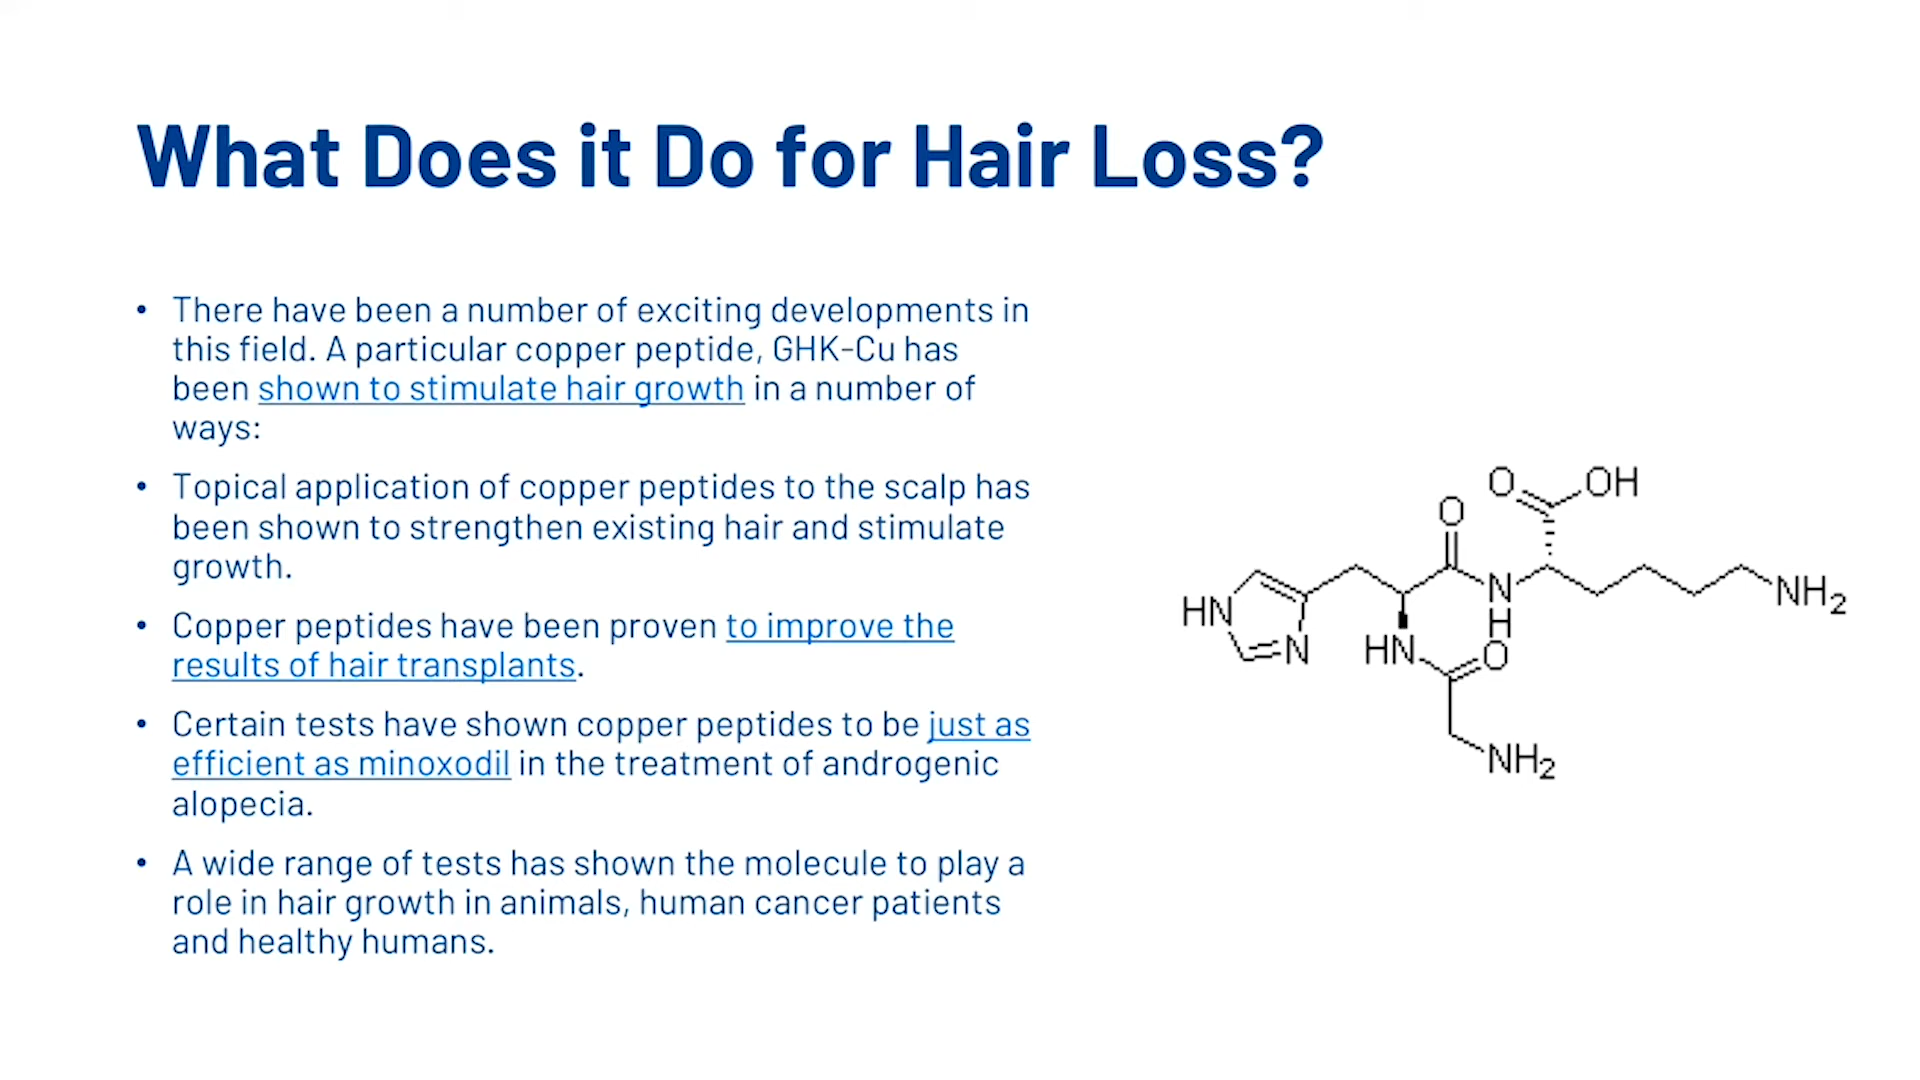 What Does it Do for Hair Loss?
• There have been a number of exciting developments in
this field. A particular copper peptide, GHK-Cu has
been shown to stimulate hair growth in a number of
ways:
• Topical application of copper peptides to the scalp has
been shown to strengthen existing hair and stimulate
growth.
• Copper peptides have been proven to improve the
results of hair transplants.
• Certain tests have shown copper peptides to be just as
efficient as minoxodil in the treatment of androgenic
alopecia.
• A wide range of tests has shown the molecule to play a
role in hair growth in animals, human cancer patients
and healthy humans.
O OH
O
HN N HN N H O NH2
NH2